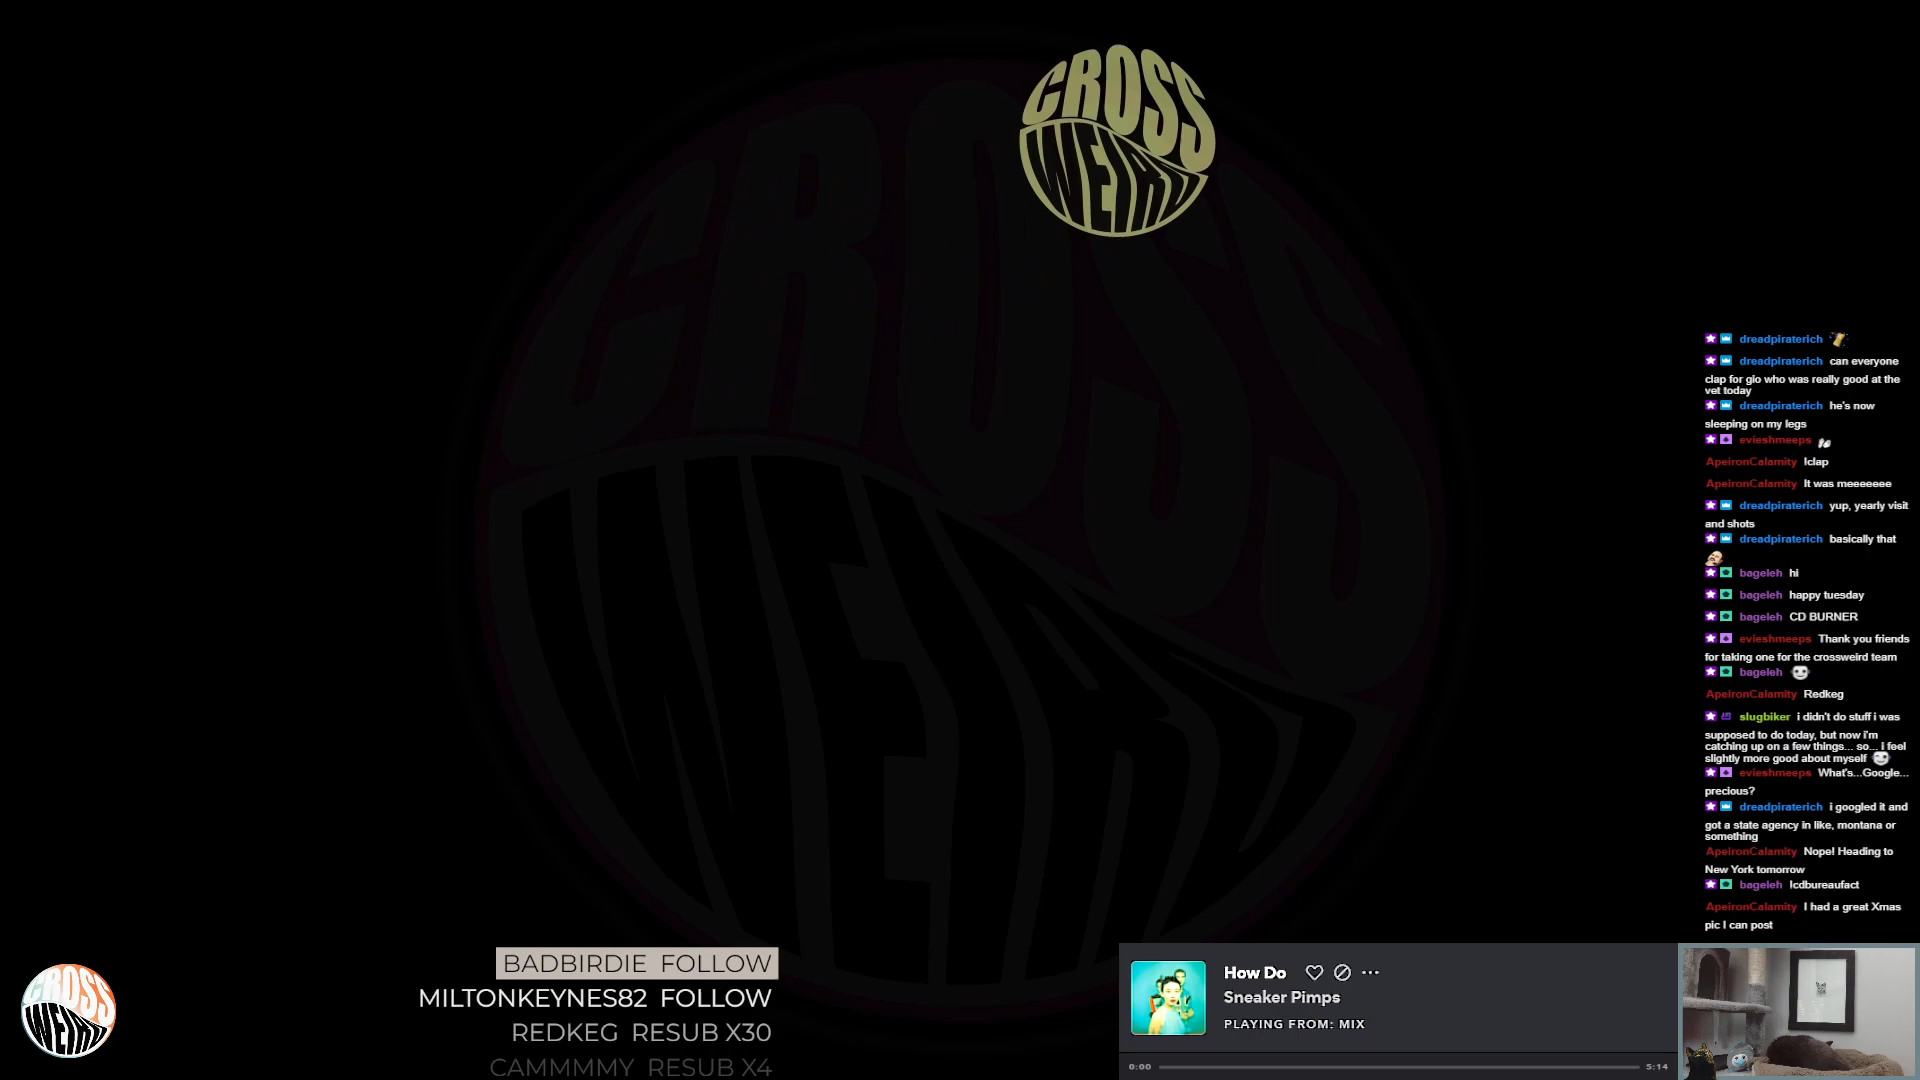 CROSS
WEIRD
CROSS
WEIRD
dreadpiraterich
dreadpiraterich can everyone
clap for gio who was really good at the
vet today
dreadpiraterich he's now
sleeping on my legs
evieshmeeps
ApeironCalamity !clap
ApeironCalamity It was meeeeeee
dreadpiraterich yup, yearly visit
and shots
dreadpiraterich basically that
bageleh hi
bageleh happy tuesday
bageleh CD BURNER
evieshmeeps Thank you friends
for taking one for the crossweird team
bageleh
ApeironCalamity Redkeg
slugbiker i didn't do stuff i was
supposed to do today, but now i'm
catching up on a few things... so... i feel
slightly more good about myself
evieshmeeps What's...Google...
precious?
dreadpiraterich i googled it and
got a state agency in like, montana or
something
ApeironCalamity Nope! Heading to
New York tomorrow
bageleh !cdbureaufact
ApeironCalamity I had a great Xmas
pic I can post
BADBIRDIE FOLLOW
MILTONKEYNES82 FOLLOW
REDKEG RESUB X30
CAMMMMY RESUB X4
CROSS
WEIRD
How Do
Sneaker Pimps
PLAYING FROM: MIX
0:00 5:14